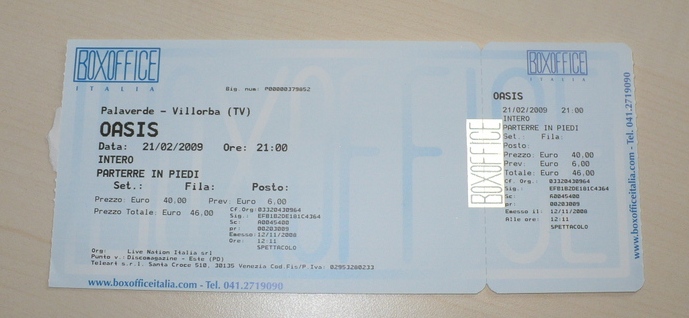 BOXOFFICE
ITALIA
Big. num: P00000379852
Palaverde - Villorba (TV)
OASIS
Data: 21/02/2009 Ore: 21:00
INTERO
PARTERRE IN PIEDI
Set.: Fila: Posto:
Prezzo: Euro 40.00 Prev: Euro 6.00
Prezzo Totale: Euro 46.00
Cf Org: 03320430964
Sig.: EFB1B2DE181C4364
Sc: A0045400
pr: 00203809
Emesso: 12/11/2008
Ore: 12:11
SPETTACOLO
Org: Live Nation Italia srl
Punto v.: Discomagazine - Este (PD)
Teleart s.r.l. Santa Croce 510, 30135 Venezia Cod Fis/P.Iva: 02953280233
www.boxofficeitalia.com - Tel. 041.2719090
BOXOFFICE
BOXOFFICE
ITALIA
OASIS
21/02/2009 21:00
INTERO
PARTERRE IN PIEDI
Set.: Fila:
Posto:
Prezzo: Euro 40.00
Prev: Euro 6.00
Totale: Euro 46.00
Cf. Org: 03320430964
Sig.: EFB1B2DE181C4364
Sc: A0045400
pr: 00203809
Emesso il: 12/11/2008
Alle ore: 12:11
SPETTACOLO
www.boxofficeitalia.com - Tel. 041.2719090